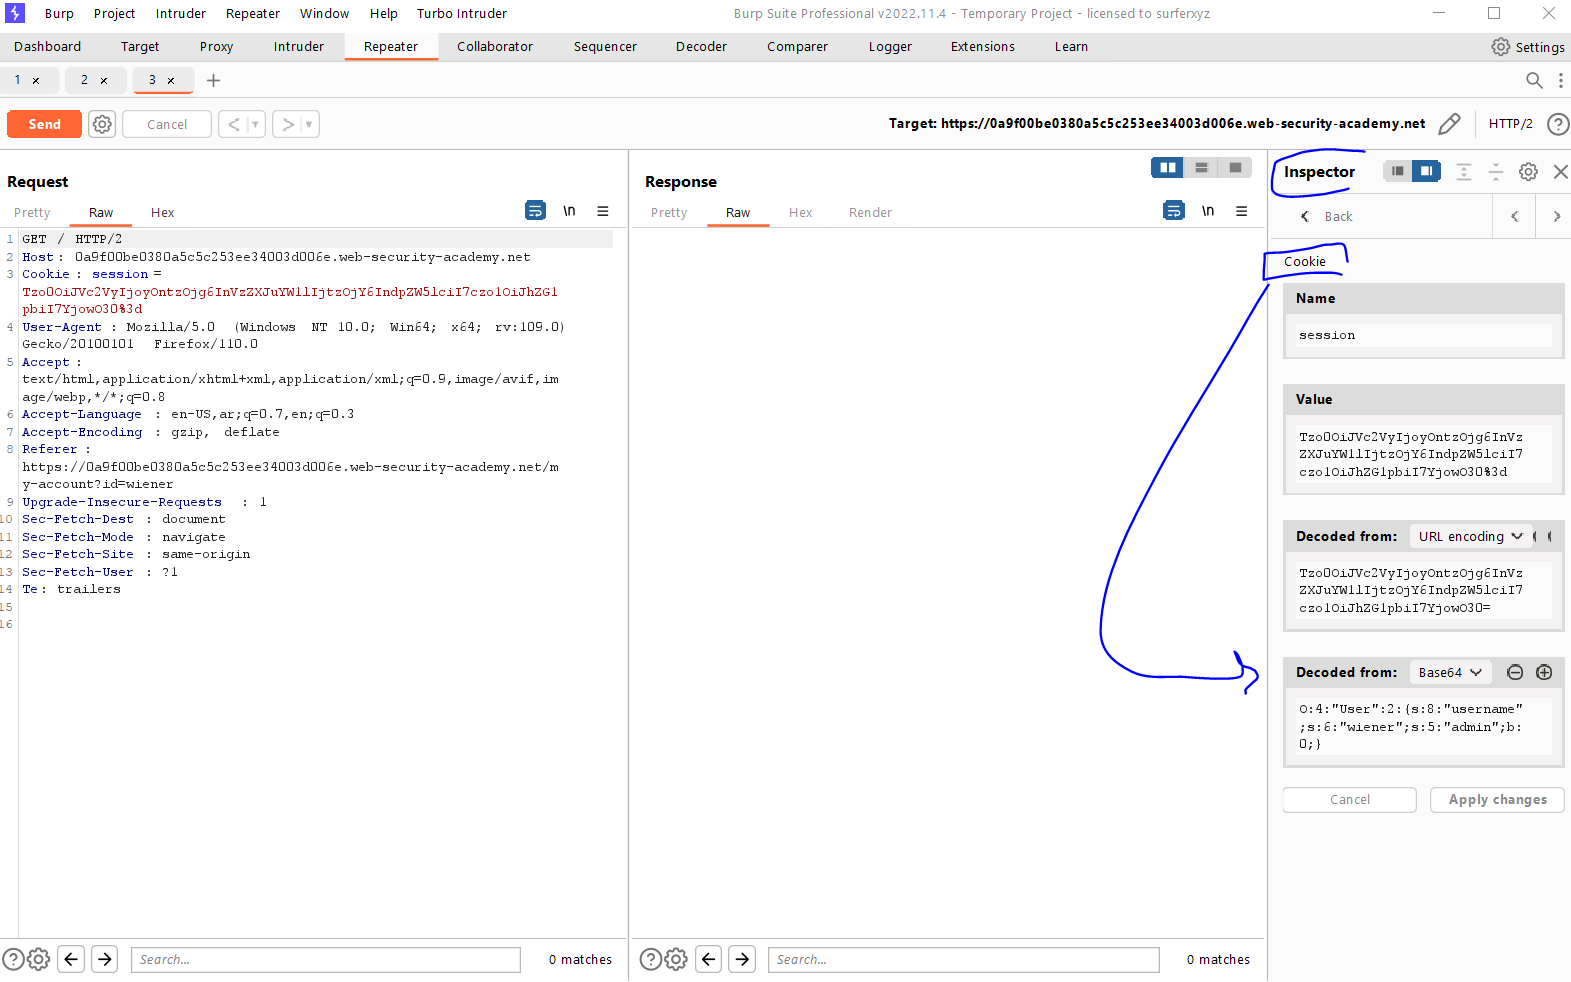 Burp Project Intruder Repeater Window Help Turbo Intruder
Burp Suite Professional v2022.11.4 - Temporary Project - licensed to surferxyz
Dashboard Target Proxy Intruder Repeater Collaborator Sequencer Decoder Comparer Logger Extensions Learn
Settings
1 × 2 × 3 × +
Send Cancel < > 
Target: https://0a9f00be0380a5c5c253ee34003d006e.web-security-academy.net
HTTP/2
Request
Pretty Raw Hex
\n
1 GET / HTTP/2
2 Host: 0a9f00be0380a5c5c253ee34003d006e.web-security-academy.net
3 Cookie: session=
Tzo0OiJVc2VyIjoyOntzOjg6InVzZXJuYW1lIjtzOjY6IndpZW5lciI7czo1OiJhZG1
pbiI7YjowO30%3d
4 User-Agent: Mozilla/5.0 (Windows NT 10.0; Win64; x64; rv:109.0)
Gecko/20100101 Firefox/110.0
5 Accept:
text/html,application/xhtml+xml,application/xml;q=0.9,image/avif,im
age/webp,*/*;q=0.8
6 Accept-Language: en-US,ar;q=0.7,en;q=0.3
7 Accept-Encoding: gzip, deflate
8 Referer:
https://0a9f00be0380a5c5c253ee34003d006e.web-security-academy.net/m
y-account?id=wiener
9 Upgrade-Insecure-Requests: 1
10 Sec-Fetch-Dest: document
11 Sec-Fetch-Mode: navigate
12 Sec-Fetch-Site: same-origin
13 Sec-Fetch-User: ?1
14 Te: trailers
15
16
Search...
0 matches
Response
Pretty Raw Hex Render
\n
Search...
0 matches
Inspector
Back
Cookie
Name
session
Value
Tzo0OiJVc2VyIjoyOntzOjg6InVz
ZXJuYW1lIjtzOjY6IndpZW5lciI7
czo1OiJhZG1pbiI7YjowO30%3d
Decoded from: URL encoding
Tzo0OiJVc2VyIjoyOntzOjg6InVz
ZXJuYW1lIjtzOjY6IndpZW5lciI7
czo1OiJhZG1pbiI7YjowO30=
Decoded from: Base64
O:4:"User":2:{s:8:"username"
;s:6:"wiener";s:5:"admin";b:
0;}
Cancel Apply changes